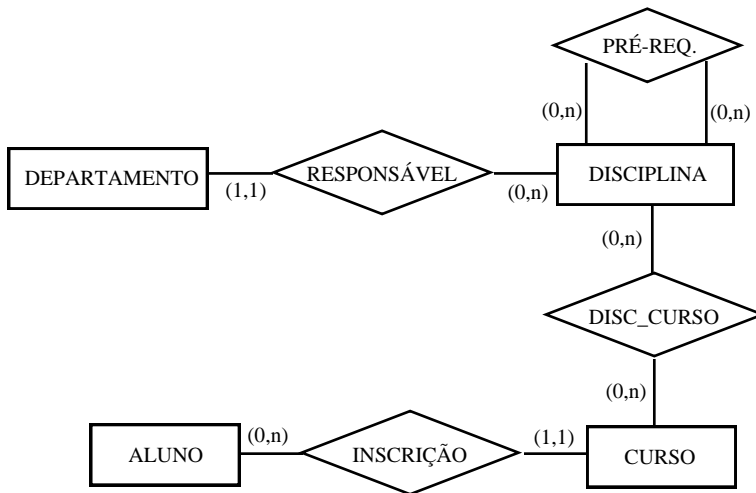 PRÉ-REQ.
(0,n)
(0,n)
DEPARTAMENTO
(1,1)
RESPONSÁVEL
(0,n)
DISCIPLINA
(0,n)
DISC_CURSO
(0,n)
ALUNO
(0,n)
INSCRIÇÃO
(1,1)
CURSO